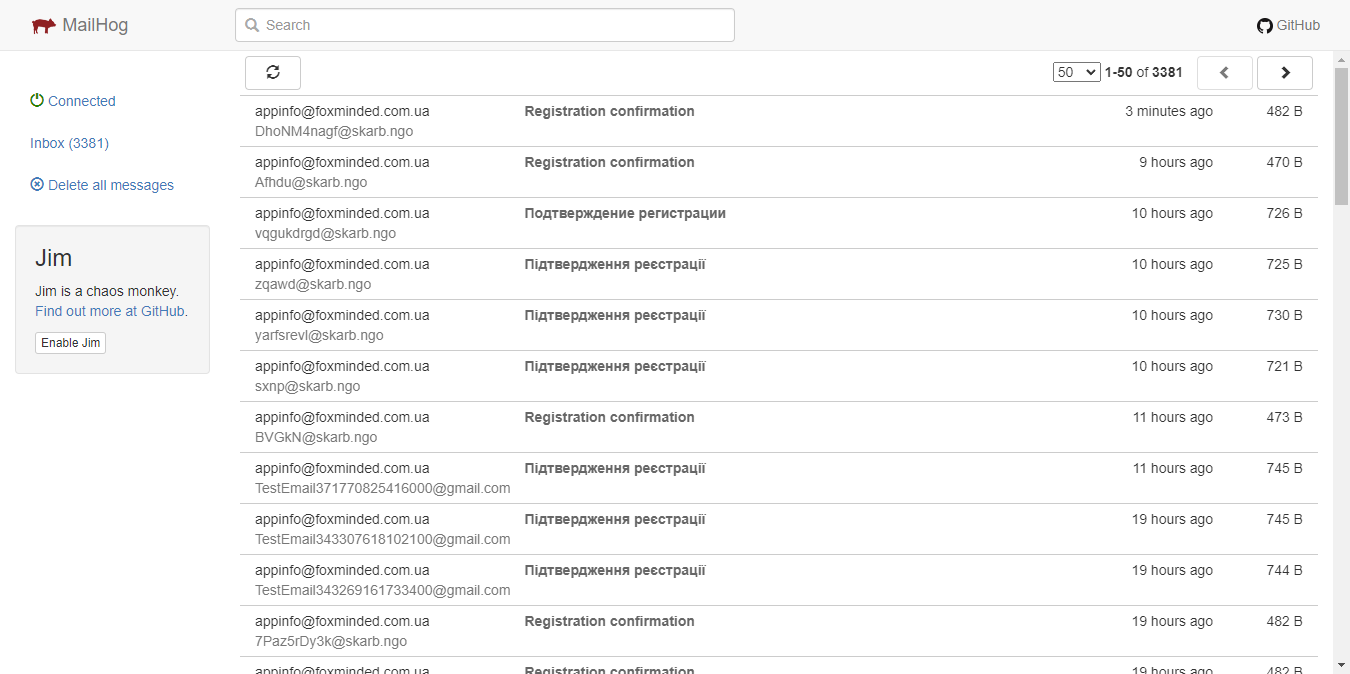 MailHog
Search
GitHub
Connected
Inbox (3381)
Delete all messages
Jim
Jim is a chaos monkey.
Find out more at GitHub.
Enable Jim
50 1-50 of 3381
appinfo@foxminded.com.ua Registration confirmation 3 minutes ago 482 B
DhoNM4nagf@skarb.ngo
appinfo@foxminded.com.ua Registration confirmation 9 hours ago 470 B
Afhdu@skarb.ngo
appinfo@foxminded.com.ua Подтверждение регистрации 10 hours ago 726 B
vqgukdrgd@skarb.ngo
appinfo@foxminded.com.ua Підтвердження реєстрації 10 hours ago 725 B
zqawd@skarb.ngo
appinfo@foxminded.com.ua Підтвердження реєстрації 10 hours ago 730 B
yarfsrevl@skarb.ngo
appinfo@foxminded.com.ua Підтвердження реєстрації 10 hours ago 721 B
sxnp@skarb.ngo
appinfo@foxminded.com.ua Registration confirmation 11 hours ago 473 B
BVGkN@skarb.ngo
appinfo@foxminded.com.ua Підтвердження реєстрації 11 hours ago 745 B
TestEmail371770825416000@gmail.com
appinfo@foxminded.com.ua Підтвердження реєстрації 19 hours ago 745 B
TestEmail343307618102100@gmail.com
appinfo@foxminded.com.ua Підтвердження реєстрації 19 hours ago 744 B
TestEmail343269161733400@gmail.com
appinfo@foxminded.com.ua Registration confirmation 19 hours ago 482 B
7Paz5rDy3k@skarb.ngo
appinfo@foxminded.com.ua Registration confirmation 19 hours ago 482 B